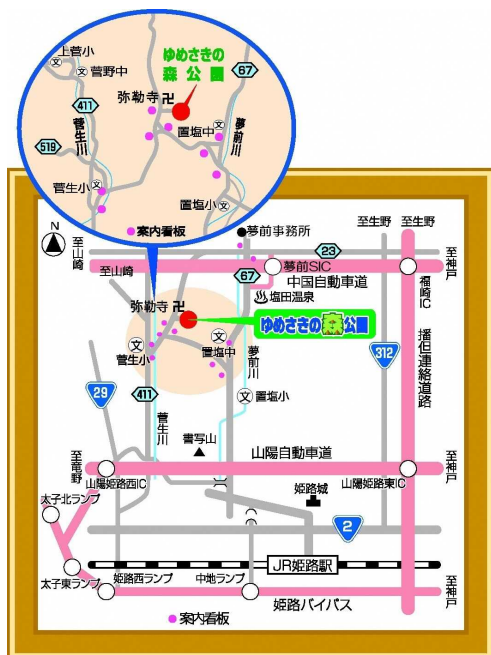 上菅小
菅野中
ゆめさきの
森公園
67
411
弥勒寺
菅生川
置塩中
夢前川
519
菅生小
置塩小
案内看板
夢前事務所
至生野
至生野
N
至山崎
23
至神戸
至山崎
67
夢前SIC
中国自動車道
福崎IC
塩田温泉
弥勒寺
ゆめさきの森公園
播但連絡道路
菅生小
置塩中
夢前川
312
29
411
置塩小
菅生川
書写山
至竜野
山陽自動車道
至神戸
山陽姫路西IC
山陽姫路東IC
姫路城
太子北ランプ
2
JR姫路駅
太子東ランプ
姫路西ランプ
中地ランプ
姫路バイパス
至神戸
案内看板